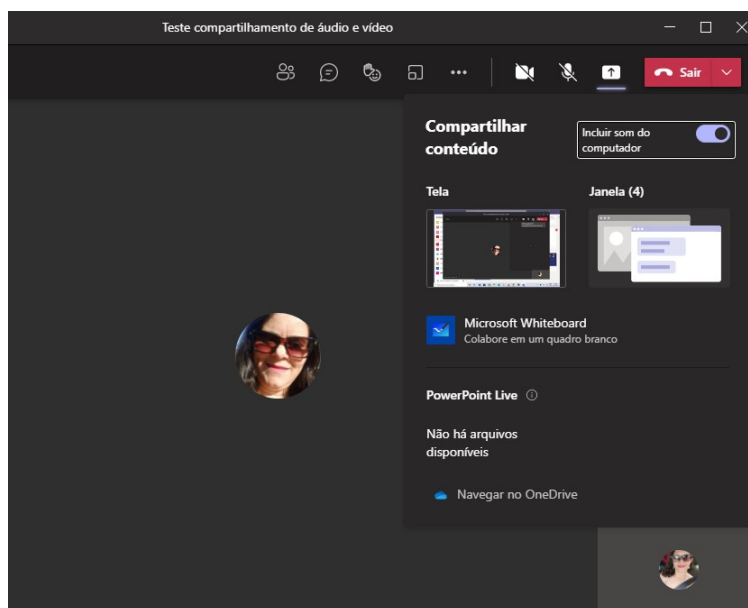 Teste compartilhamento de áudio e vídeo
Sair
Compartilhar
conteúdo
Incluir som do
computador
Tela
Janela (4)
Microsoft Whiteboard
Colabore em um quadro branco
PowerPoint Live
Não há arquivos
disponíveis
Navegar no OneDrive